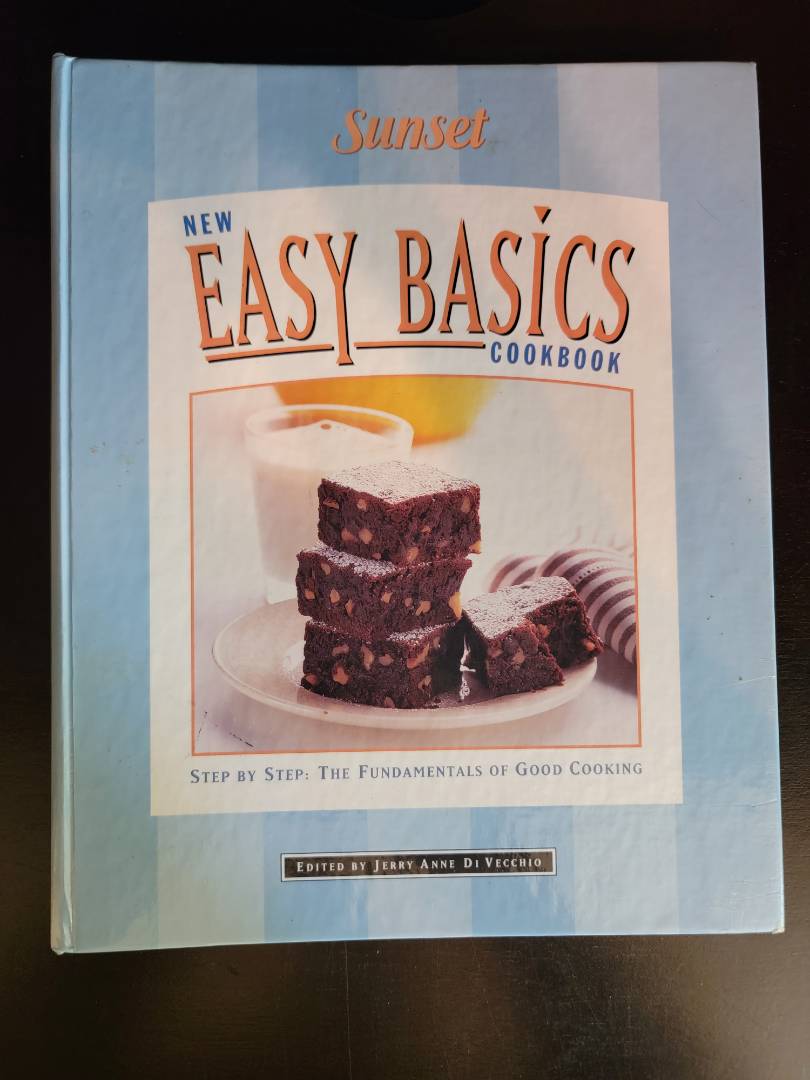 Sunset
NEW
EASY BASiCS
COOKBOOK
STEP BY STEP: THE FUNDAMENTALS OF GOOD COOKING
EDITED BY JERRY ANNE DI VECCHIO